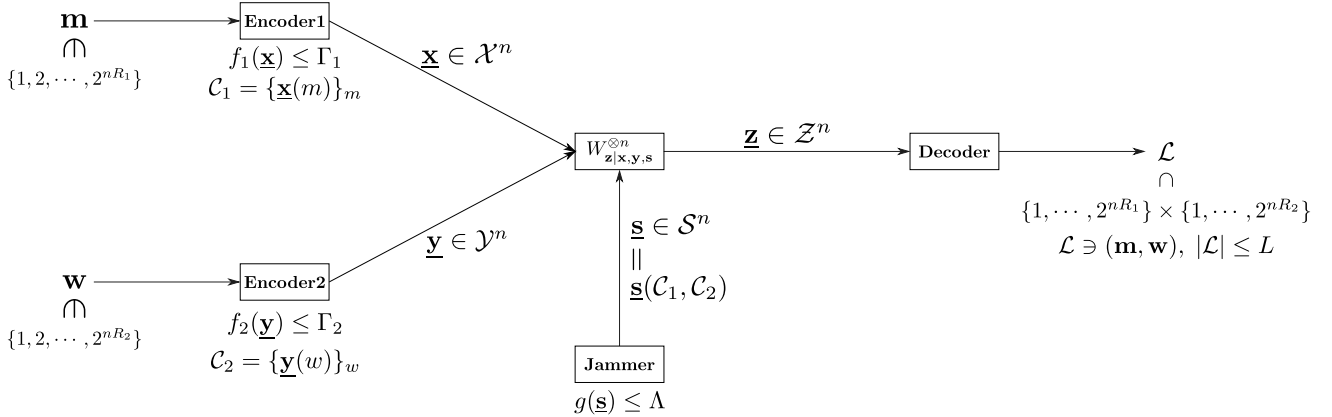 m
Encoder1
⋒
{1, 2, ⋯, 2^{nR_1}}
f_1(x̲) ≤ Γ_1
C_1 = {x̲(m)}_m
x̲ ∈ 𝒳^n
W^{⊗n}_{z|x,y,s}
z̲ ∈ 𝒵^n
Decoder
ℒ
∩
{1, ⋯, 2^{nR_1}} × {1, ⋯, 2^{nR_2}}
ℒ ∋ (m, w), |ℒ| ≤ L
y̲ ∈ 𝒴^n
s̲ ∈ 𝒮^n
||
s̲(C_1, C_2)
w
Encoder2
⋒
{1, 2, ⋯, 2^{nR_2}}
f_2(y̲) ≤ Γ_2
C_2 = {y̲(w)}_w
Jammer
g(s̲) ≤ Λ